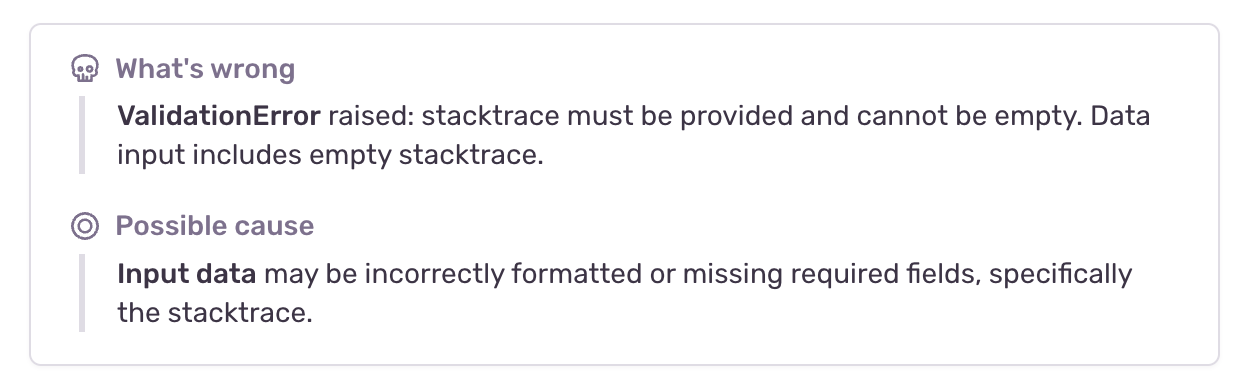 What's wrong
ValidationError raised: stacktrace must be provided and cannot be empty. Data
input includes empty stacktrace.
Possible cause
Input data may be incorrectly formatted or missing required fields, specifically
the stacktrace.